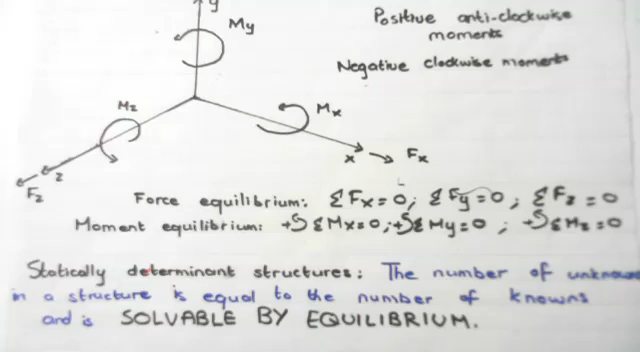 y
My
Positive anti-clockwise
moments
Negative clockwise moments
Mz
Mx
x
Fx
z
Fz
Force equilibrium: ΣFx=0; ΣFy=0; ΣFz=0
Moment equilibrium: +↺ΣMx=0; +↺ΣMy=0; +↺ΣMz=0
Statically determinant structures: The number of unknown
in a structure is equal to the number of knowns
and is SOLVABLE BY EQUILIBRIUM.